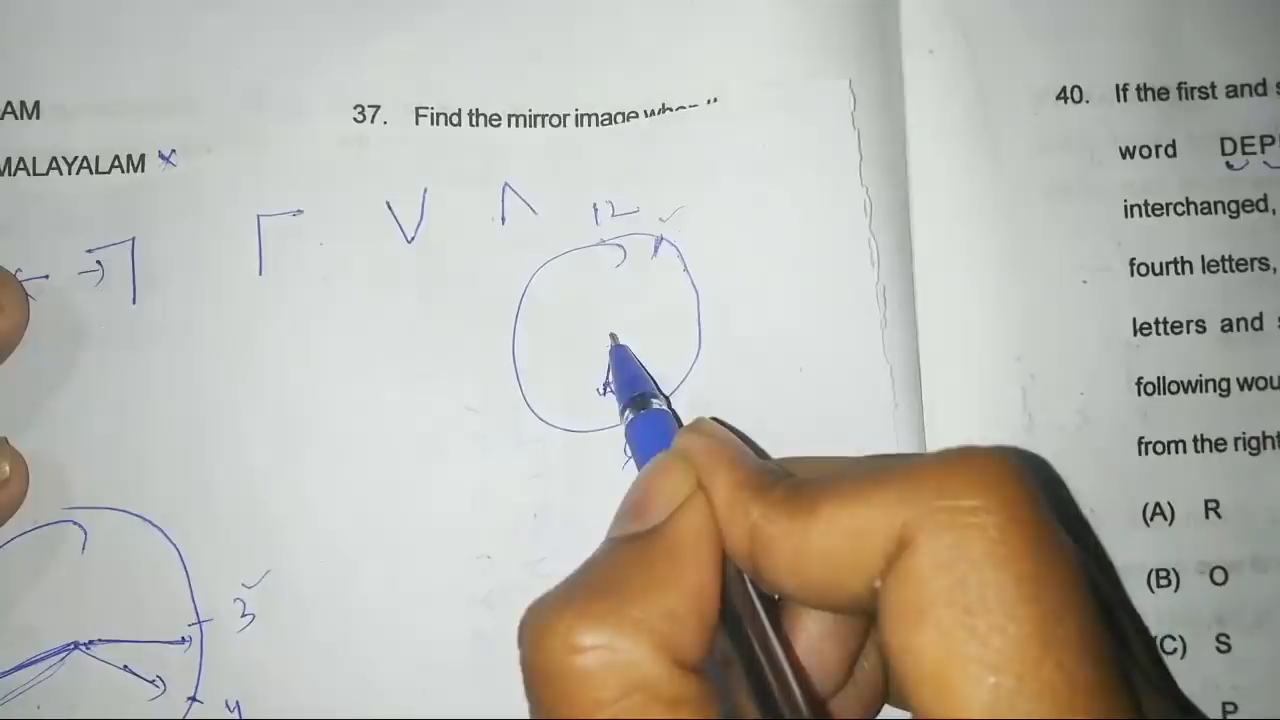 AM
MALAYALAM
37. Find the mirror image
12
3
4
40. If the first and
word DEP
interchanged,
fourth letters,
letters and
following wou
from the right
(A) R
(B) O
(C) S
P